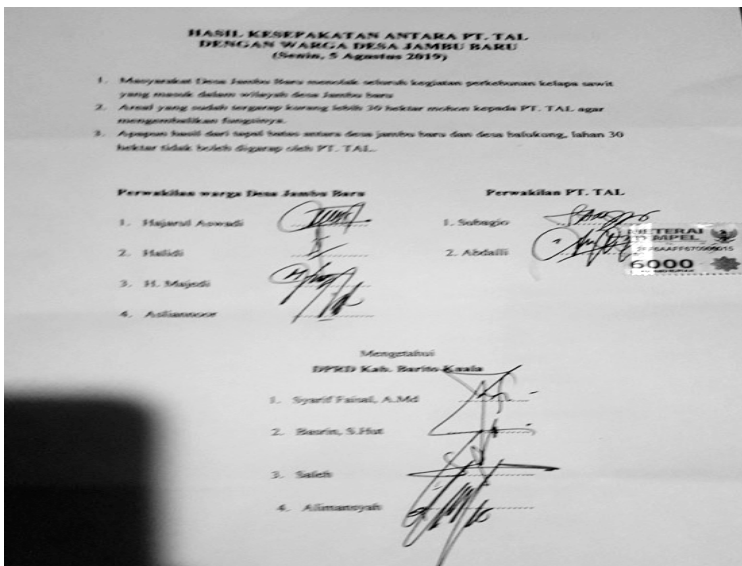 HASIL KESEPAKATAN ANTARA PT. TAL
DENGAN WARGA DESA JAMBU BARU
(Senin, 5 Agustus 2019)
1. Masyarakat Desa Jambu Baru menolak seluruh kegiatan perkebunan kelapa sawit
yang masuk dalam wilayah desa Jambu baru
2. Areal yang sudah tergarap kurang lebih 30 hektar mohon kepada PT. TAL agar
mengembalikan fungsinya.
3. Apapun hasil dari tapal batas antara desa jambu baru dan desa balukung, lahan 30
hektar tidak boleh digarap oleh PT. TAL.
Perwakilan warga Desa Jambu Baru
1. Hajarul Aswadi
2. Halidi
3. H. Majedi
4. Asliannoor
Perwakilan PT. TAL
1. Subagio
2. Abdalli
METERAI
TEMPEL
6000
Mengetahui
DPRD Kab. Barito Kuala
1. Syarif Faisal, A.Md
2. Basrin, S.Hut
3. Saleh
4. Alimansyah